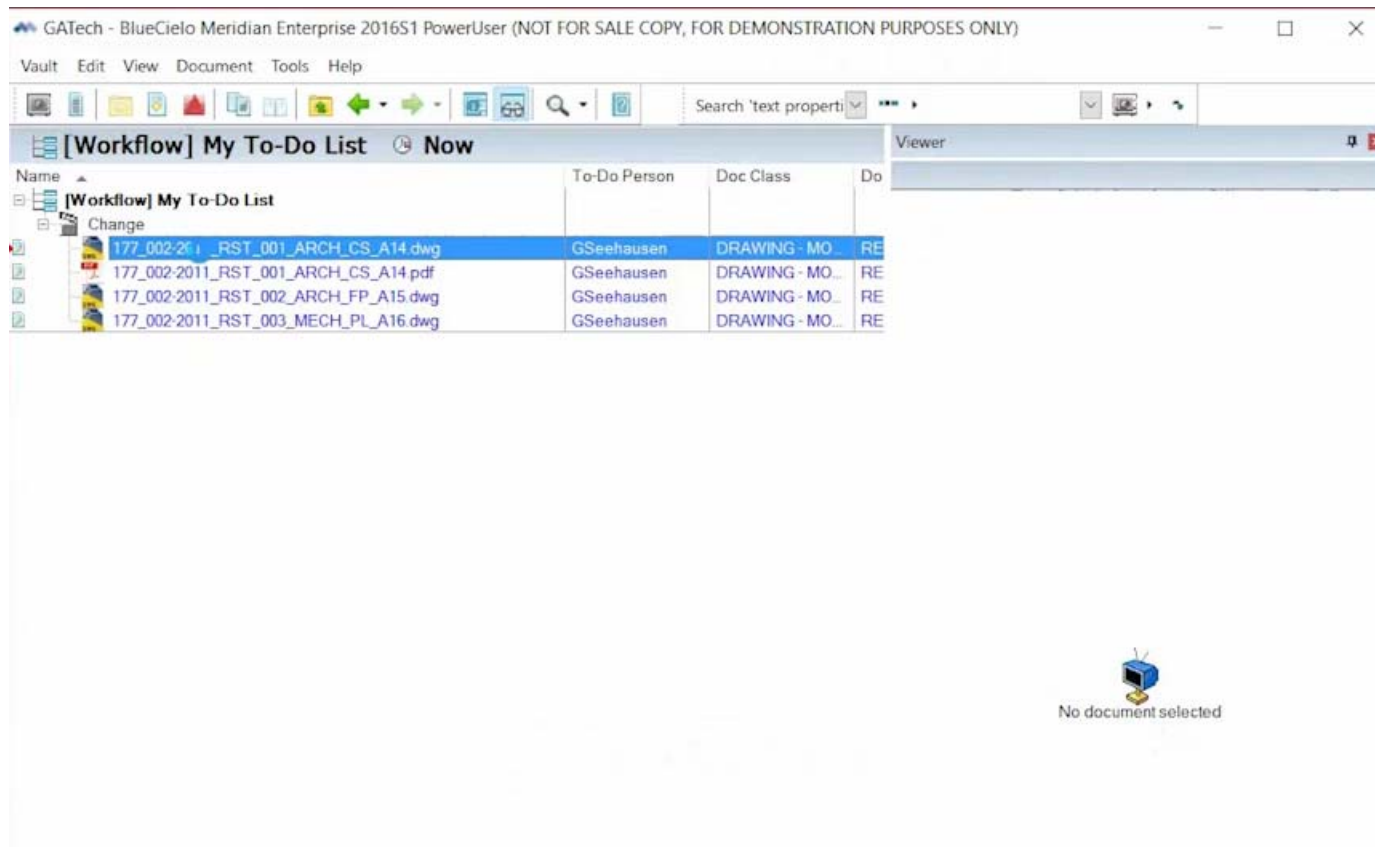 GATech - BlueCielo Meridian Enterprise 2016S1 PowerUser (NOT FOR SALE COPY, FOR DEMONSTRATION PURPOSES ONLY)
Vault Edit View Document Tools Help
Search 'text properti
[Workflow] My To-Do List Now
Viewer
Name To-Do Person Doc Class Do
[Workflow] My To-Do List
Change
_RST_001_ARCH_CS_A14.dwg GSeehausen DRAWING - MO... RE
177_002-2011_RST_001_ARCH_CS_A14.pdf GSeehausen DRAWING - MO... RE
177_002-2011_RST_002_ARCH_FP_A15.dwg GSeehausen DRAWING - MO... RE
177_002-2011_RST_003_MECH_PL_A16.dwg GSeehausen DRAWING - MO... RE
No document selected